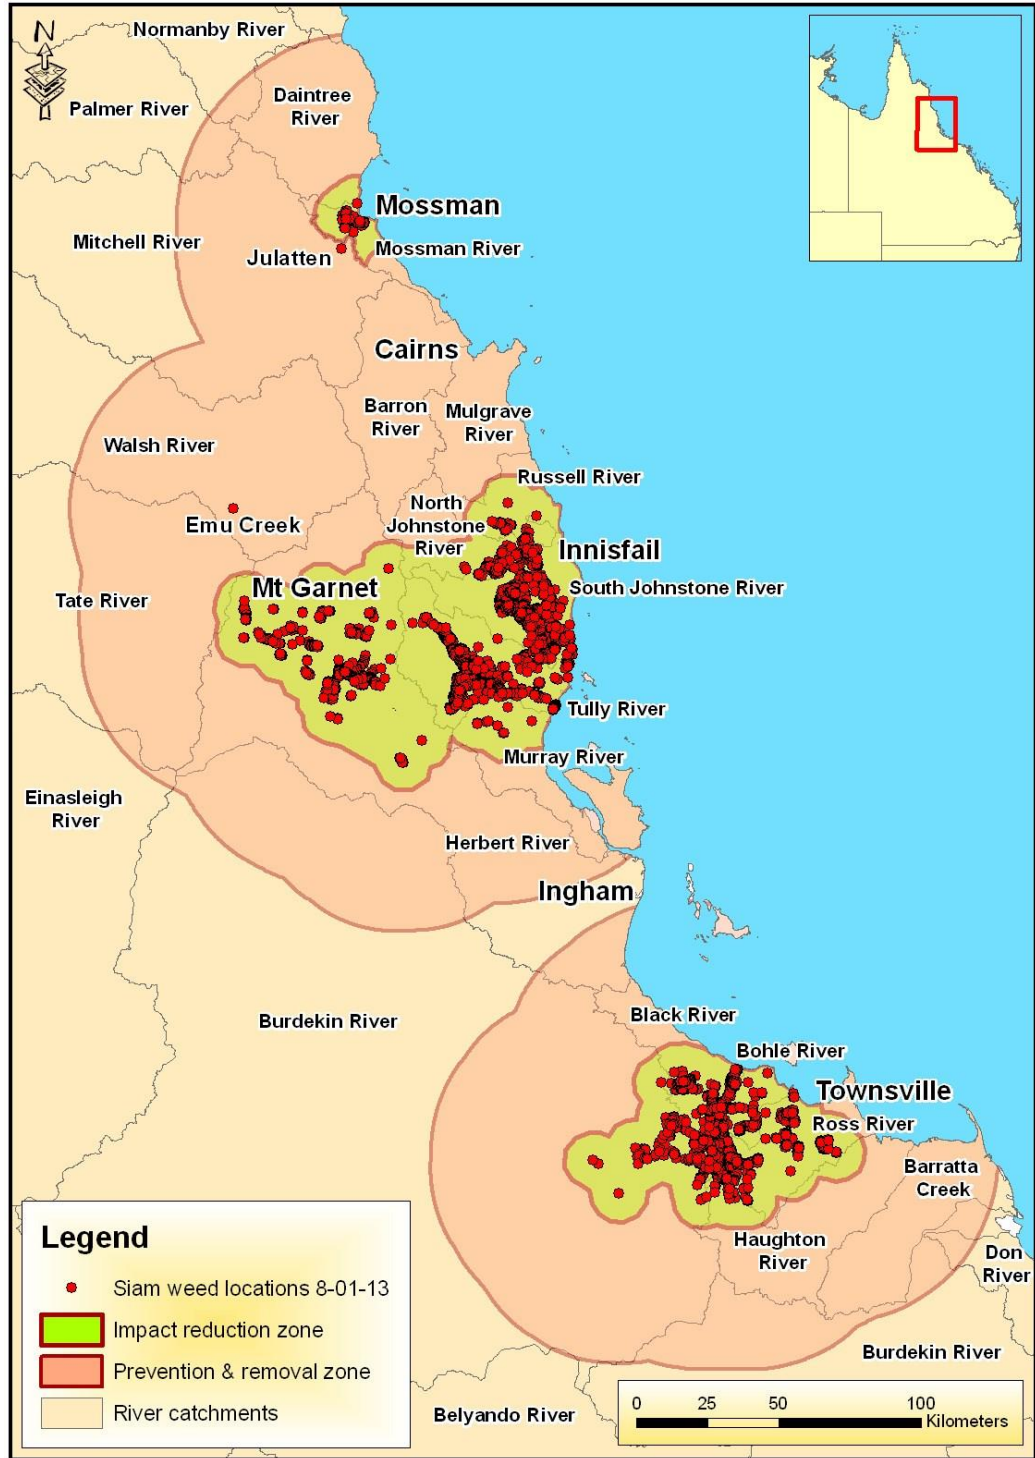 N
Normanby River
Palmer River
Daintree
River
Mossman
Mitchell River
Mossman River
Julatten
Cairns
Barron
River
Mulgrave
River
Walsh River
Russell River
North
Johnstone
River
Emu Creek
Innisfail
Mt Garnet
South Johnstone River
Tate River
Tully River
Murray River
Einasleigh
River
Herbert River
Ingham
Black River
Burdekin River
Bohle River
Townsville
Ross River
Barratta
Creek
Haughton
River
Don
River
Burdekin River
Belyando River
Legend
Siam weed locations 8-01-13
Impact reduction zone
Prevention & removal zone
River catchments
0 25 50 100
Kilometers